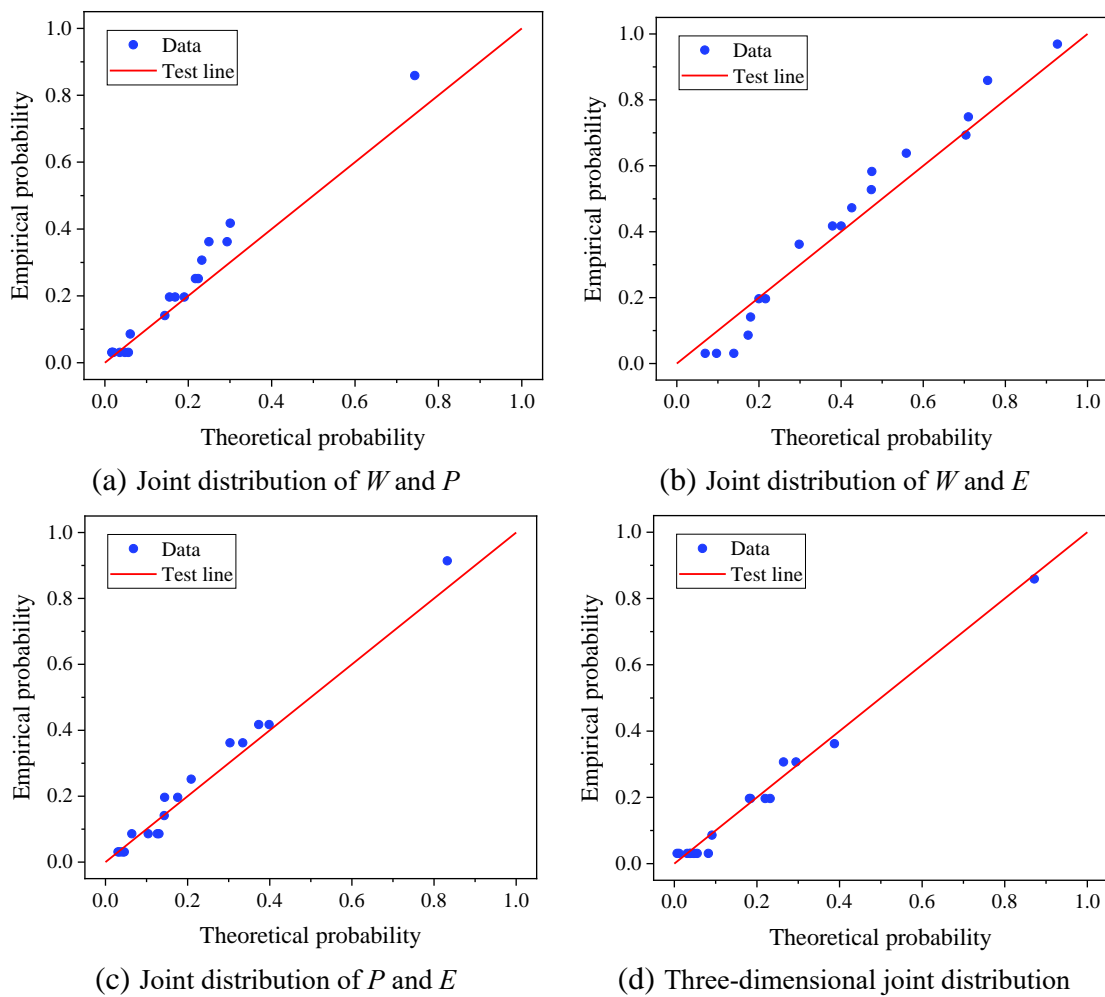 1.0
0.8
0.6
0.4
0.2
0.0
Empirical probability
Data
Test line
0.0 0.2 0.4 0.6 0.8 1.0
Theoretical probability
(a) Joint distribution of W and P
1.0
0.8
0.6
0.4
0.2
0.0
Empirical probability
Data
Test line
0.0 0.2 0.4 0.6 0.8 1.0
Theoretical probability
(b) Joint distribution of W and E
1.0
0.8
0.6
0.4
0.2
0.0
Empirical probability
Data
Test line
0.0 0.2 0.4 0.6 0.8 1.0
Theoretical probability
(c) Joint distribution of P and E
1.0
0.8
0.6
0.4
0.2
0.0
Empirical probability
Data
Test line
0.0 0.2 0.4 0.6 0.8 1.0
Theoretical probability
(d) Three-dimensional joint distribution